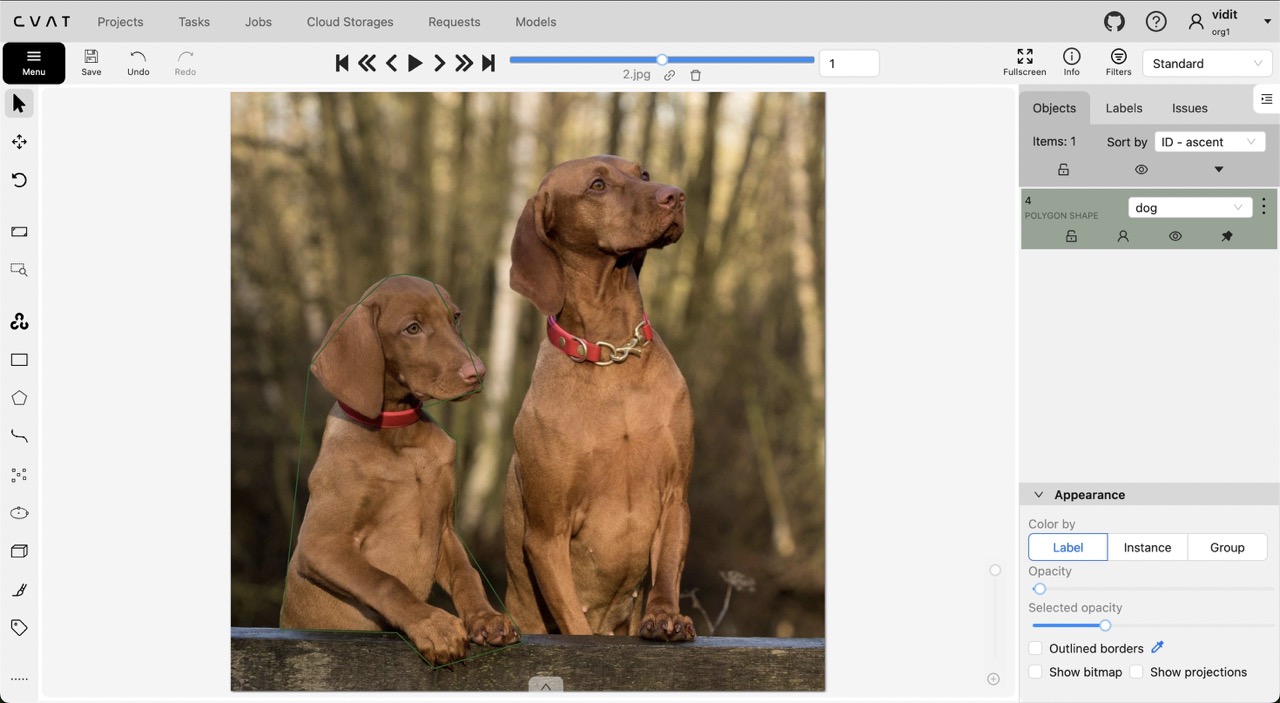 CVAT Projects Tasks Jobs Cloud Storages Requests Models vidit
org1
Menu Save Undo Redo 2.jpg 1 Fullscreen Info Filters Standard
Objects Labels Issues
Items: 1 Sort by ID - ascent
4
POLYGON SHAPE dog
Appearance
Color by
Label Instance Group
Opacity
Selected opacity
Outlined borders
Show bitmap Show projections